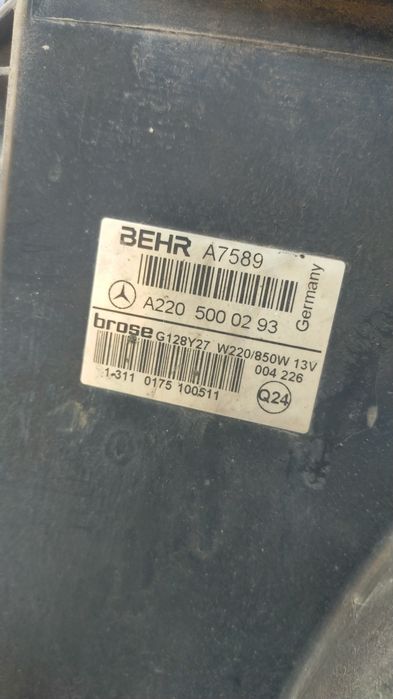 BEHR A7589
A220 500 02 93
Germany
brose G128Y27 W220/850W 13V
004 226
1-311 0175 100511
Q24